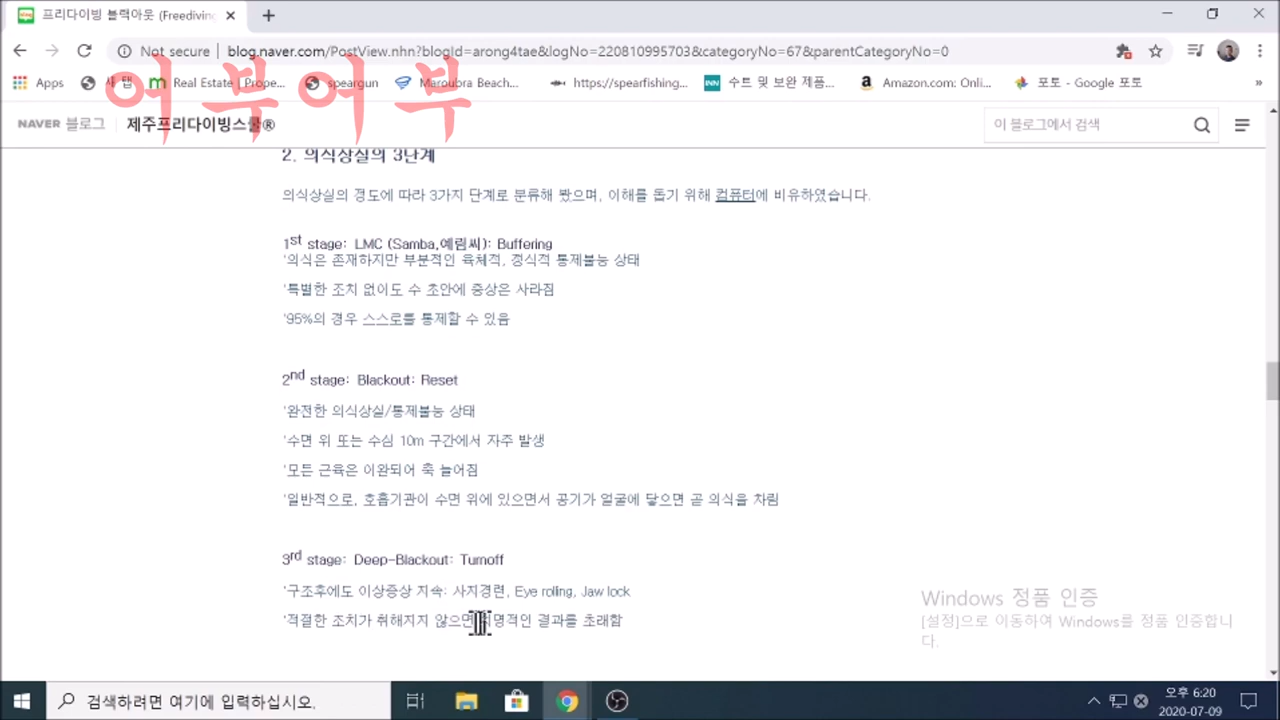 프리다이빙 블랙아웃 (Freediving
Not secure
blog.naver.com/PostView.nhn?blogId=arong4tae&logNo=220810995703&categoryNo=67&parentCategoryNo=0
Apps
새 탭
Real Estate | Prope...
speargun
Maroubra Beach...
https://spearfishing...
INN
수트 및 보완 제품...
Amazon.com: Onli...
포토 - Google 포토
어부어부
NAVER 블로그
제주프리다이빙스쿨®
이 블로그에서 검색
2. 의식상실의 3단계
의식상실의 경도에 따라 3가지 단계로 분류해 봤으며, 이해를 돕기 위해 컴퓨터에 비유하였습니다.
1st stage: LMC (Samba,예림씨): Buffering
'의식은 존재하지만 부분적인 육체적, 경식적 통제불능 상태
'특별한 조치 없이도 수 초안에 증상은 사라짐
'95%의 경우 스스로를 통제할 수 있음
2nd stage: Blackout: Reset
'완전한 의식상실/통제불능 상태
'수면 위 또는 수심 10m 구간에서 자주 발생
'모든 근육은 이완되어 축 늘어짐
'일반적으로, 호흡기관이 수면 위에 있으면서 공기가 얼굴에 닿으면 곧 의식을 차림
3rd stage: Deep-Blackout: Turnoff
'구조후에도 이상증상 지속: 사지경련, Eye rolling, Jaw lock
'적절한 조치가 취해지지 않으면 치명적인 결과를 초래함
Windows 정품 인증
[설정]으로 이동하여 Windows를 정품 인증합니
다.
검색하려면 여기에 입력하십시오.
오후 6:20
2020-07-09